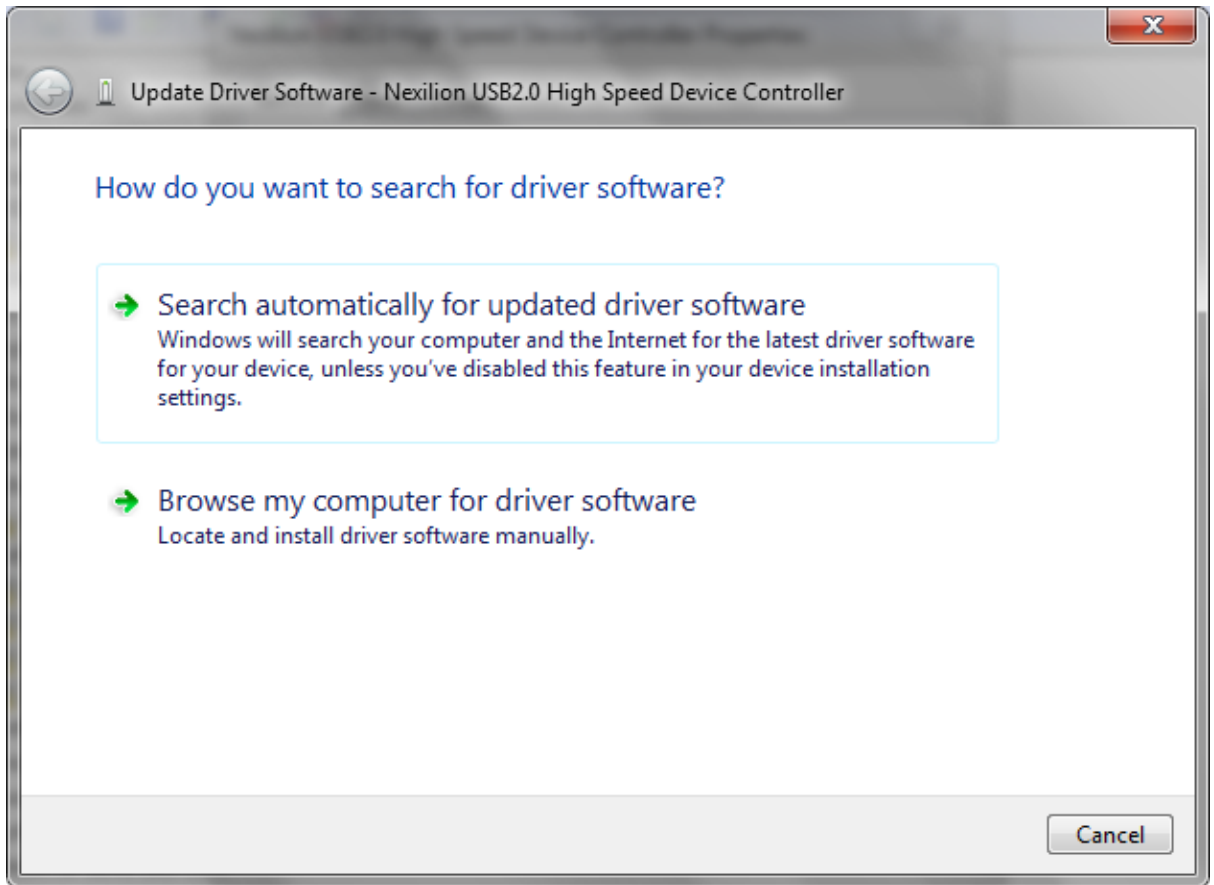 Update Driver Software - Nexilion USB2.0 High Speed Device Controller
How do you want to search for driver software?
Search automatically for updated driver software
Windows will search your computer and the Internet for the latest driver software
for your device, unless you've disabled this feature in your device installation
settings.
Browse my computer for driver software
Locate and install driver software manually.
Cancel